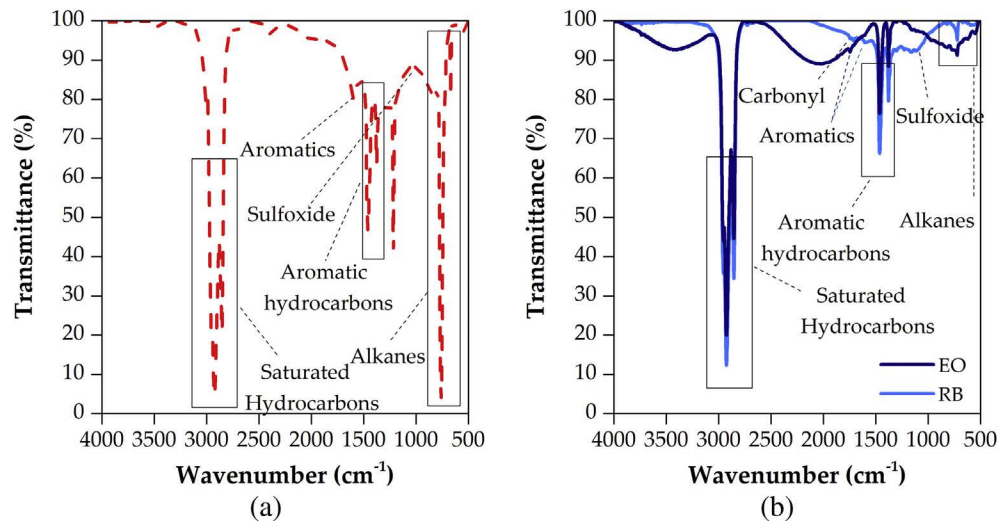 100
90
80
70
60
50
40
30
20
10
0
Transmittance (%)
Aromatics
Sulfoxide
Aromatic
hydrocarbons
Alkanes
Saturated
Hydrocarbons
4000 3500 3000 2500 2000 1500 1000 500
Wavenumber (cm-1)
(a)
100
90
80
70
60
50
40
30
20
10
0
Transmittance (%)
Carbonyl
Aromatics
Sulfoxide
Aromatic
hydrocarbons
Alkanes
Saturated
Hydrocarbons
EO
RB
4000 3500 3000 2500 2000 1500 1000 500
Wavenumber (cm-1)
(b)